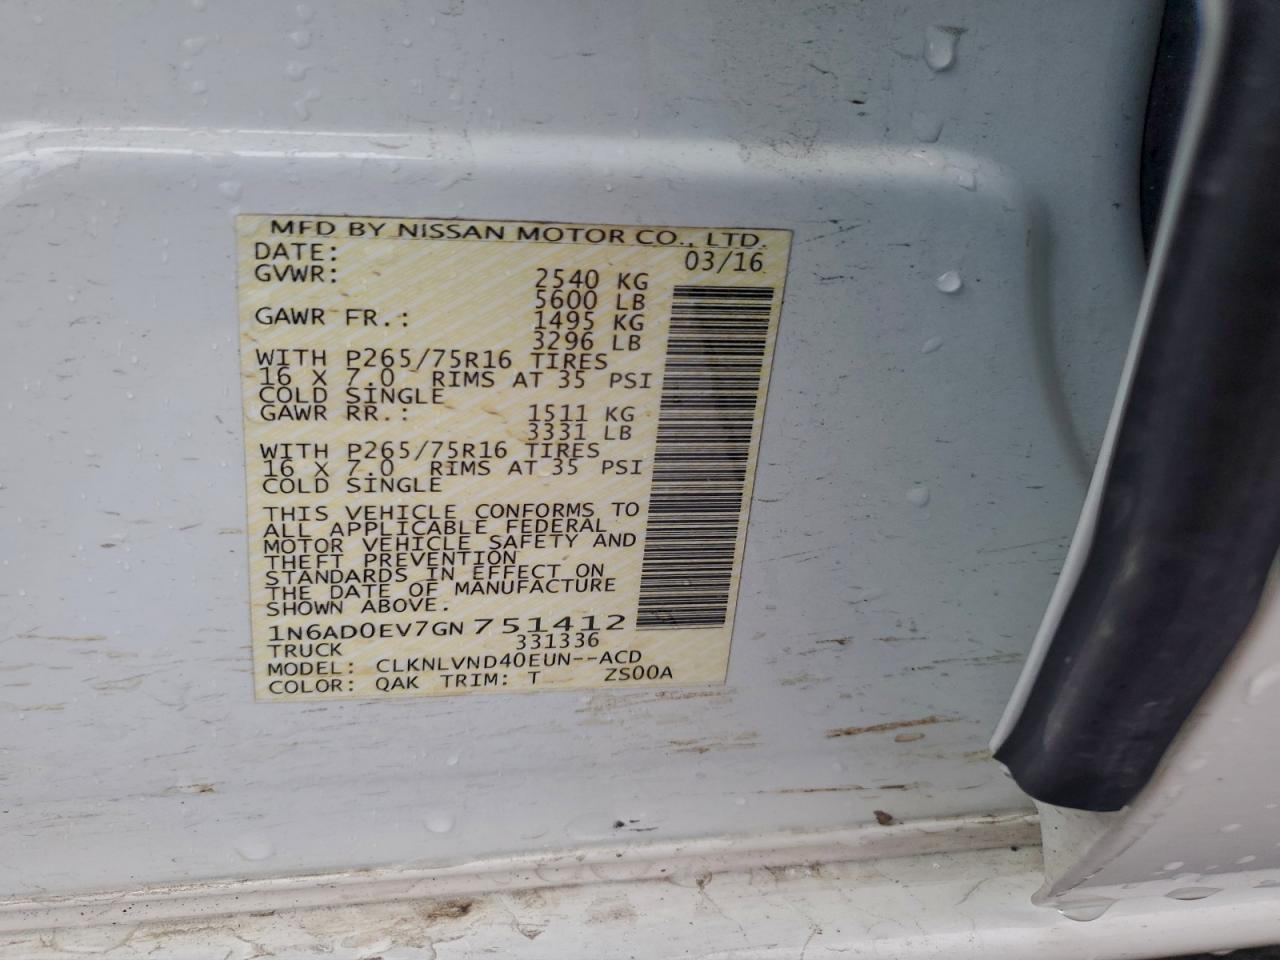 MFD BY NISSAN MOTOR CO., LTD.
DATE: 03/16
GVWR: 2540 KG
5600 LB
GAWR FR.: 1495 KG
3296 LB
WITH P265/75R16 TIRES
16 X 7.0 RIMS AT 35 PSI
COLD SINGLE
GAWR RR.: 1511 KG
3331 LB
WITH P265/75R16 TIRES
16 X 7.0 RIMS AT 35 PSI
COLD SINGLE
THIS VEHICLE CONFORMS TO
ALL APPLICABLE FEDERAL
MOTOR VEHICLE SAFETY AND
THEFT PREVENTION
STANDARDS IN EFFECT ON
THE DATE OF MANUFACTURE
SHOWN ABOVE.
1N6AD0EV7GN751412
TRUCK 331336
MODEL: CLKNLVND40EUN--ACD
COLOR: QAK TRIM: T ZS00A